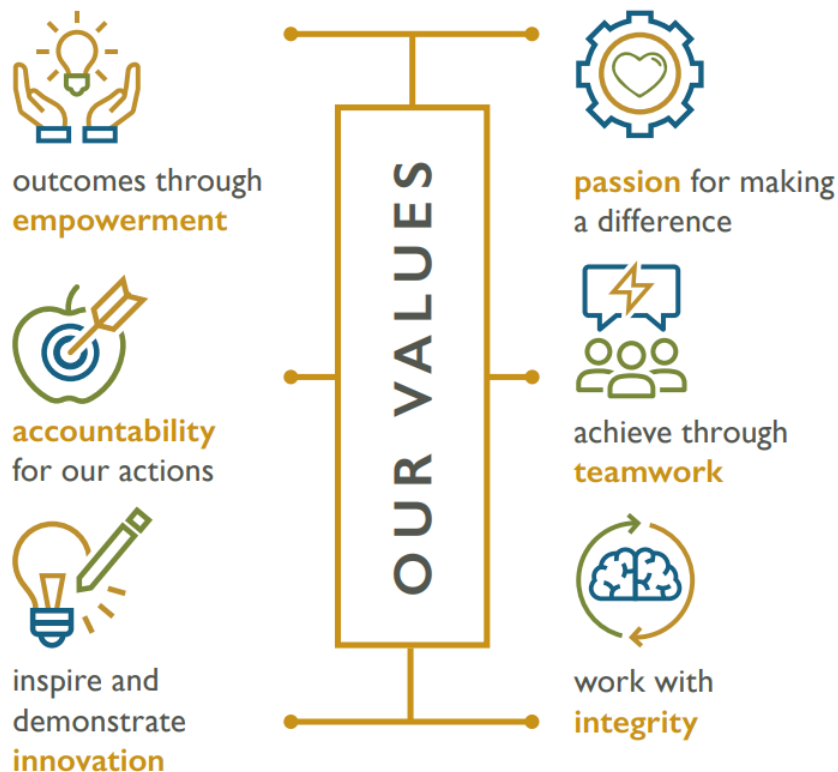 outcomes through
empowerment
accountability
for our actions
inspire and
demonstrate
innovation
OUR VALUES
passion for making
a difference
achieve through
teamwork
work with
integrity